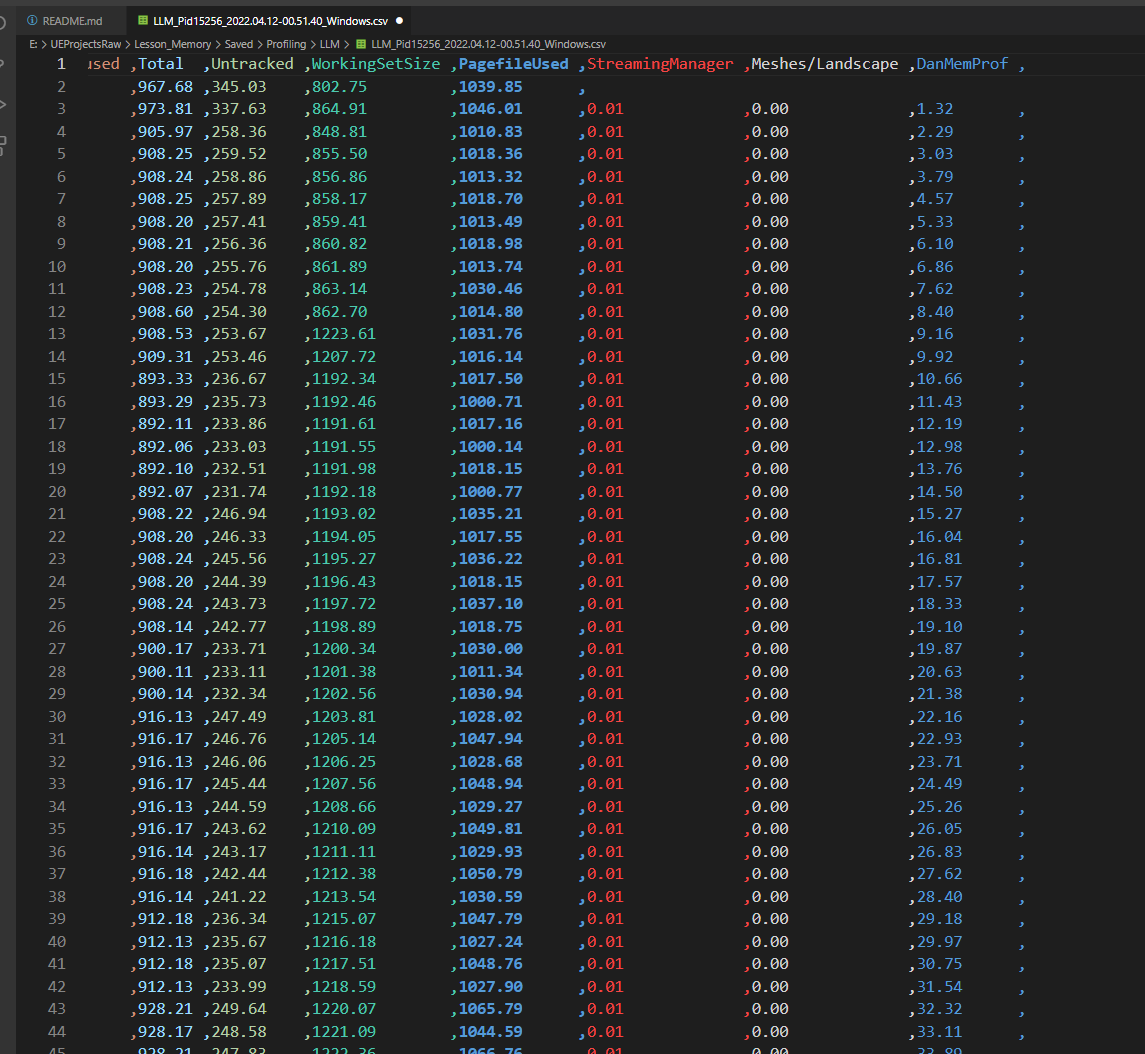 README.md LLM_Pid15256_2022.04.12-00.51.40_Windows.csv
E: > UEProjectsRaw > Lesson_Memory > Saved > Profiling > LLM > LLM_Pid15256_2022.04.12-00.51.40_Windows.csv
1 used ,Total ,Untracked ,WorkingSetSize ,PagefileUsed ,StreamingManager ,Meshes/Landscape ,DanMemProf ,
2 ,967.68 ,345.03 ,802.75 ,1039.85 ,
3 ,973.81 ,337.63 ,864.91 ,1046.01 ,0.01 ,0.00 ,1.32 ,
4 ,905.97 ,258.36 ,848.81 ,1010.83 ,0.01 ,0.00 ,2.29 ,
5 ,908.25 ,259.52 ,855.50 ,1018.36 ,0.01 ,0.00 ,3.03 ,
6 ,908.24 ,258.86 ,856.86 ,1013.32 ,0.01 ,0.00 ,3.79 ,
7 ,908.25 ,257.89 ,858.17 ,1018.70 ,0.01 ,0.00 ,4.57 ,
8 ,908.20 ,257.41 ,859.41 ,1013.49 ,0.01 ,0.00 ,5.33 ,
9 ,908.21 ,256.36 ,860.82 ,1018.98 ,0.01 ,0.00 ,6.10 ,
10 ,908.20 ,255.76 ,861.89 ,1013.74 ,0.01 ,0.00 ,6.86 ,
11 ,908.23 ,254.78 ,863.14 ,1030.46 ,0.01 ,0.00 ,7.62 ,
12 ,908.60 ,254.30 ,862.70 ,1014.80 ,0.01 ,0.00 ,8.40 ,
13 ,908.53 ,253.67 ,1223.61 ,1031.76 ,0.01 ,0.00 ,9.16 ,
14 ,909.31 ,253.46 ,1207.72 ,1016.14 ,0.01 ,0.00 ,9.92 ,
15 ,893.33 ,236.67 ,1192.34 ,1017.50 ,0.01 ,0.00 ,10.66 ,
16 ,893.29 ,235.73 ,1192.46 ,1000.71 ,0.01 ,0.00 ,11.43 ,
17 ,892.11 ,233.86 ,1191.61 ,1017.16 ,0.01 ,0.00 ,12.19 ,
18 ,892.06 ,233.03 ,1191.55 ,1000.14 ,0.01 ,0.00 ,12.98 ,
19 ,892.10 ,232.51 ,1191.98 ,1018.15 ,0.01 ,0.00 ,13.76 ,
20 ,892.07 ,231.74 ,1192.18 ,1000.77 ,0.01 ,0.00 ,14.50 ,
21 ,908.22 ,246.94 ,1193.02 ,1035.21 ,0.01 ,0.00 ,15.27 ,
22 ,908.20 ,246.33 ,1194.05 ,1017.55 ,0.01 ,0.00 ,16.04 ,
23 ,908.24 ,245.56 ,1195.27 ,1036.22 ,0.01 ,0.00 ,16.81 ,
24 ,908.20 ,244.39 ,1196.43 ,1018.15 ,0.01 ,0.00 ,17.57 ,
25 ,908.24 ,243.73 ,1197.72 ,1037.10 ,0.01 ,0.00 ,18.33 ,
26 ,908.14 ,242.77 ,1198.89 ,1018.75 ,0.01 ,0.00 ,19.10 ,
27 ,900.17 ,233.71 ,1200.34 ,1030.00 ,0.01 ,0.00 ,19.87 ,
28 ,900.11 ,233.11 ,1201.38 ,1011.34 ,0.01 ,0.00 ,20.63 ,
29 ,900.14 ,232.34 ,1202.56 ,1030.94 ,0.01 ,0.00 ,21.38 ,
30 ,916.13 ,247.49 ,1203.81 ,1028.02 ,0.01 ,0.00 ,22.16 ,
31 ,916.17 ,246.76 ,1205.14 ,1047.94 ,0.01 ,0.00 ,22.93 ,
32 ,916.13 ,246.06 ,1206.25 ,1028.68 ,0.01 ,0.00 ,23.71 ,
33 ,916.17 ,245.44 ,1207.56 ,1048.94 ,0.01 ,0.00 ,24.49 ,
34 ,916.13 ,244.59 ,1208.66 ,1029.27 ,0.01 ,0.00 ,25.26 ,
35 ,916.17 ,243.62 ,1210.09 ,1049.81 ,0.01 ,0.00 ,26.05 ,
36 ,916.14 ,243.17 ,1211.11 ,1029.93 ,0.01 ,0.00 ,26.83 ,
37 ,916.18 ,242.44 ,1212.38 ,1050.79 ,0.01 ,0.00 ,27.62 ,
38 ,916.14 ,241.22 ,1213.54 ,1030.59 ,0.01 ,0.00 ,28.40 ,
39 ,912.18 ,236.34 ,1215.07 ,1047.79 ,0.01 ,0.00 ,29.18 ,
40 ,912.13 ,235.67 ,1216.18 ,1027.24 ,0.01 ,0.00 ,29.97 ,
41 ,912.18 ,235.07 ,1217.51 ,1048.76 ,0.01 ,0.00 ,30.75 ,
42 ,912.13 ,233.99 ,1218.59 ,1027.90 ,0.01 ,0.00 ,31.54 ,
43 ,928.21 ,249.64 ,1220.07 ,1065.79 ,0.01 ,0.00 ,32.32 ,
44 ,928.17 ,248.58 ,1221.09 ,1044.59 ,0.01 ,0.00 ,33.11 ,
45 ,928.21 ,247.83 ,1222.36 ,1066.76 ,0.01 ,0.00 ,33.89 ,